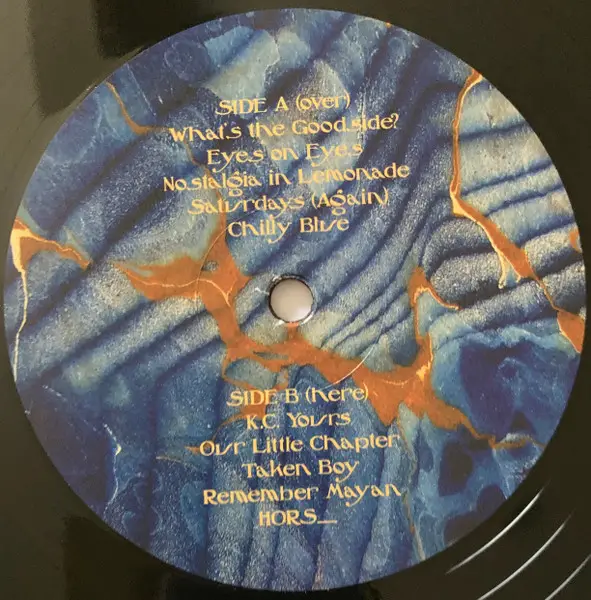 SIDE A (over)
What's the Good side?
Eyes on Eyes
Nostalgia in Lemonade
Saturdays (Again)
Chilly Blue
SIDE B (here)
K.C. Yours
Our Little Chapter
Taken Boy
Remember Mayan
HORS__